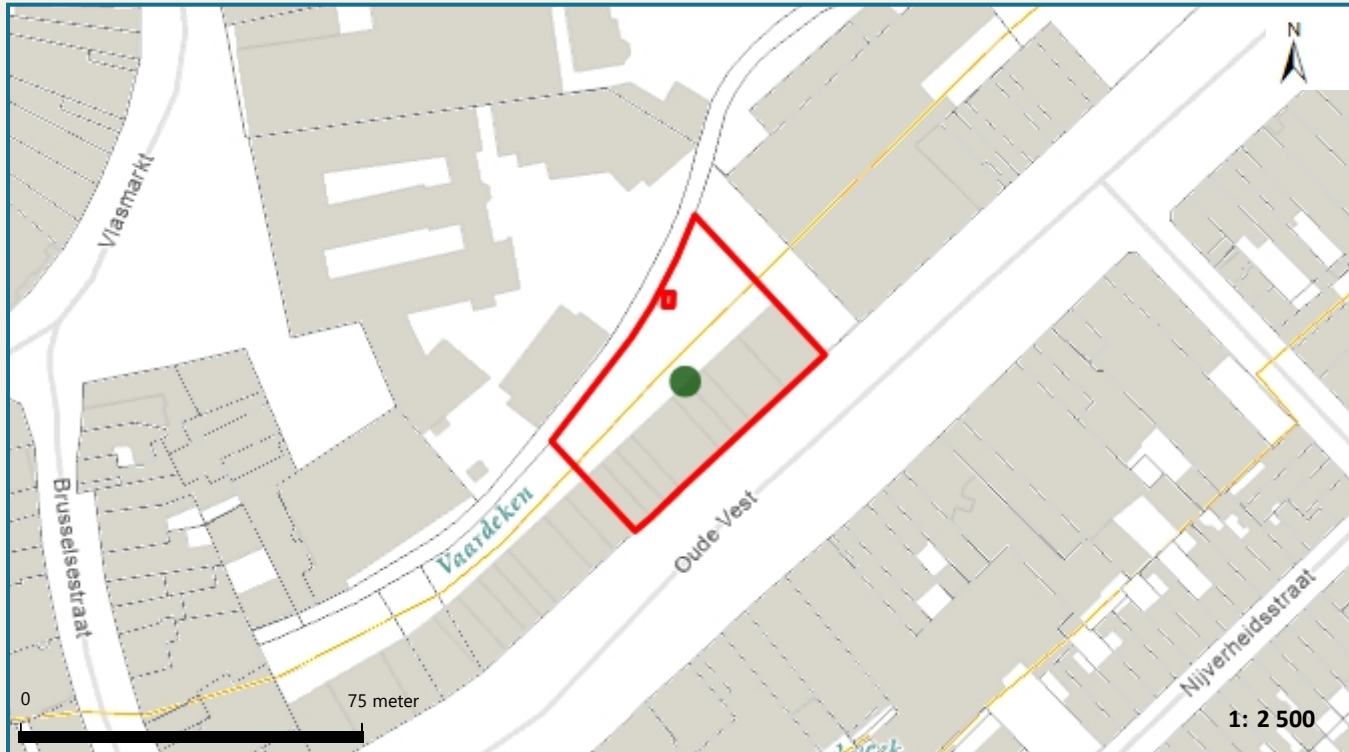 N
Vlasmarkt
Brusselsestraat
Vaardeken
Oude Vest
Nijverheidsstraat
0
75 meter
1: 2 500